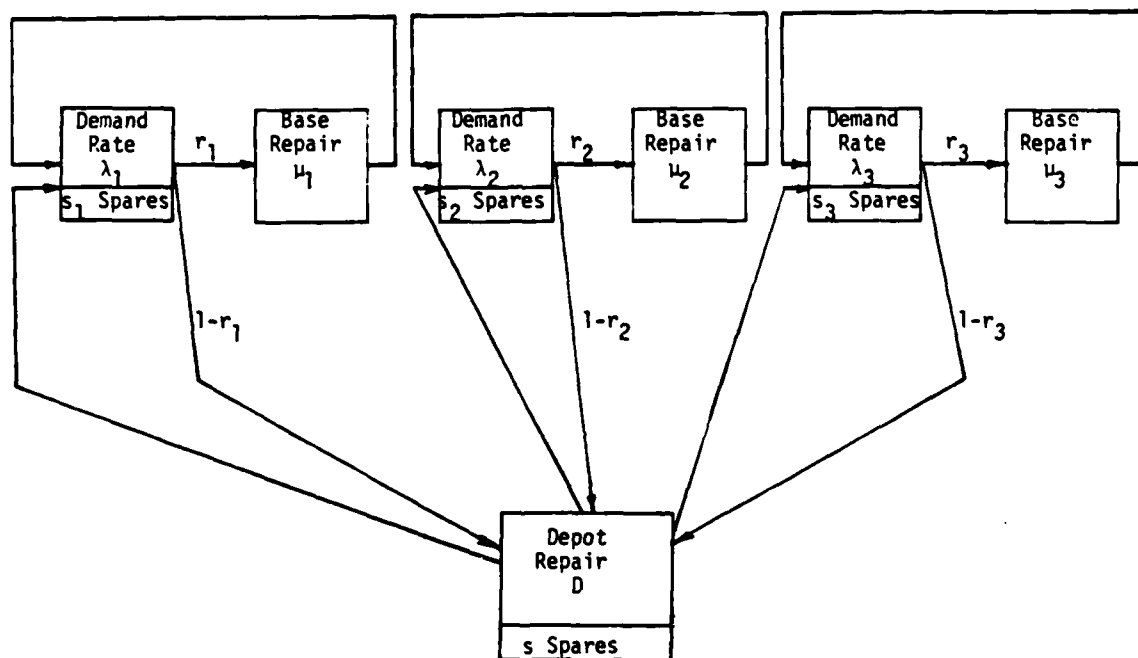 Demand
Rate
λ1
s1 Spares
r1
Base
Repair
μ1
Demand
Rate
λ2
s2 Spares
r2
Base
Repair
μ2
Demand
Rate
λ3
s3 Spares
r3
Base
Repair
μ3
1-r1
1-r2
1-r3
Depot
Repair
D
s Spares